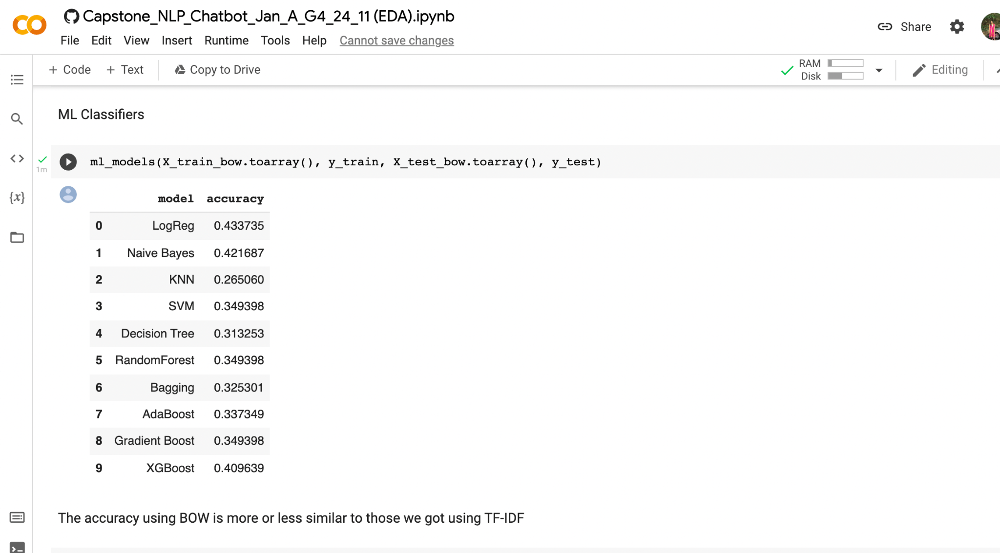 Capstone_NLP_Chatbot_Jan_A_G4_24_11 (EDA).ipynb
File Edit View Insert Runtime Tools Help Cannot save changes
Share
+ Code + Text Copy to Drive
RAM
Disk
Editing
ML Classifiers
1m
ml_models(X_train_bow.toarray(), y_train, X_test_bow.toarray(), y_test)
model accuracy
0 LogReg 0.433735
1 Naive Bayes 0.421687
2 KNN 0.265060
3 SVM 0.349398
4 Decision Tree 0.313253
5 RandomForest 0.349398
6 Bagging 0.325301
7 AdaBoost 0.337349
8 Gradient Boost 0.349398
9 XGBoost 0.409639
The accuracy using BOW is more or less similar to those we got using TF-IDF